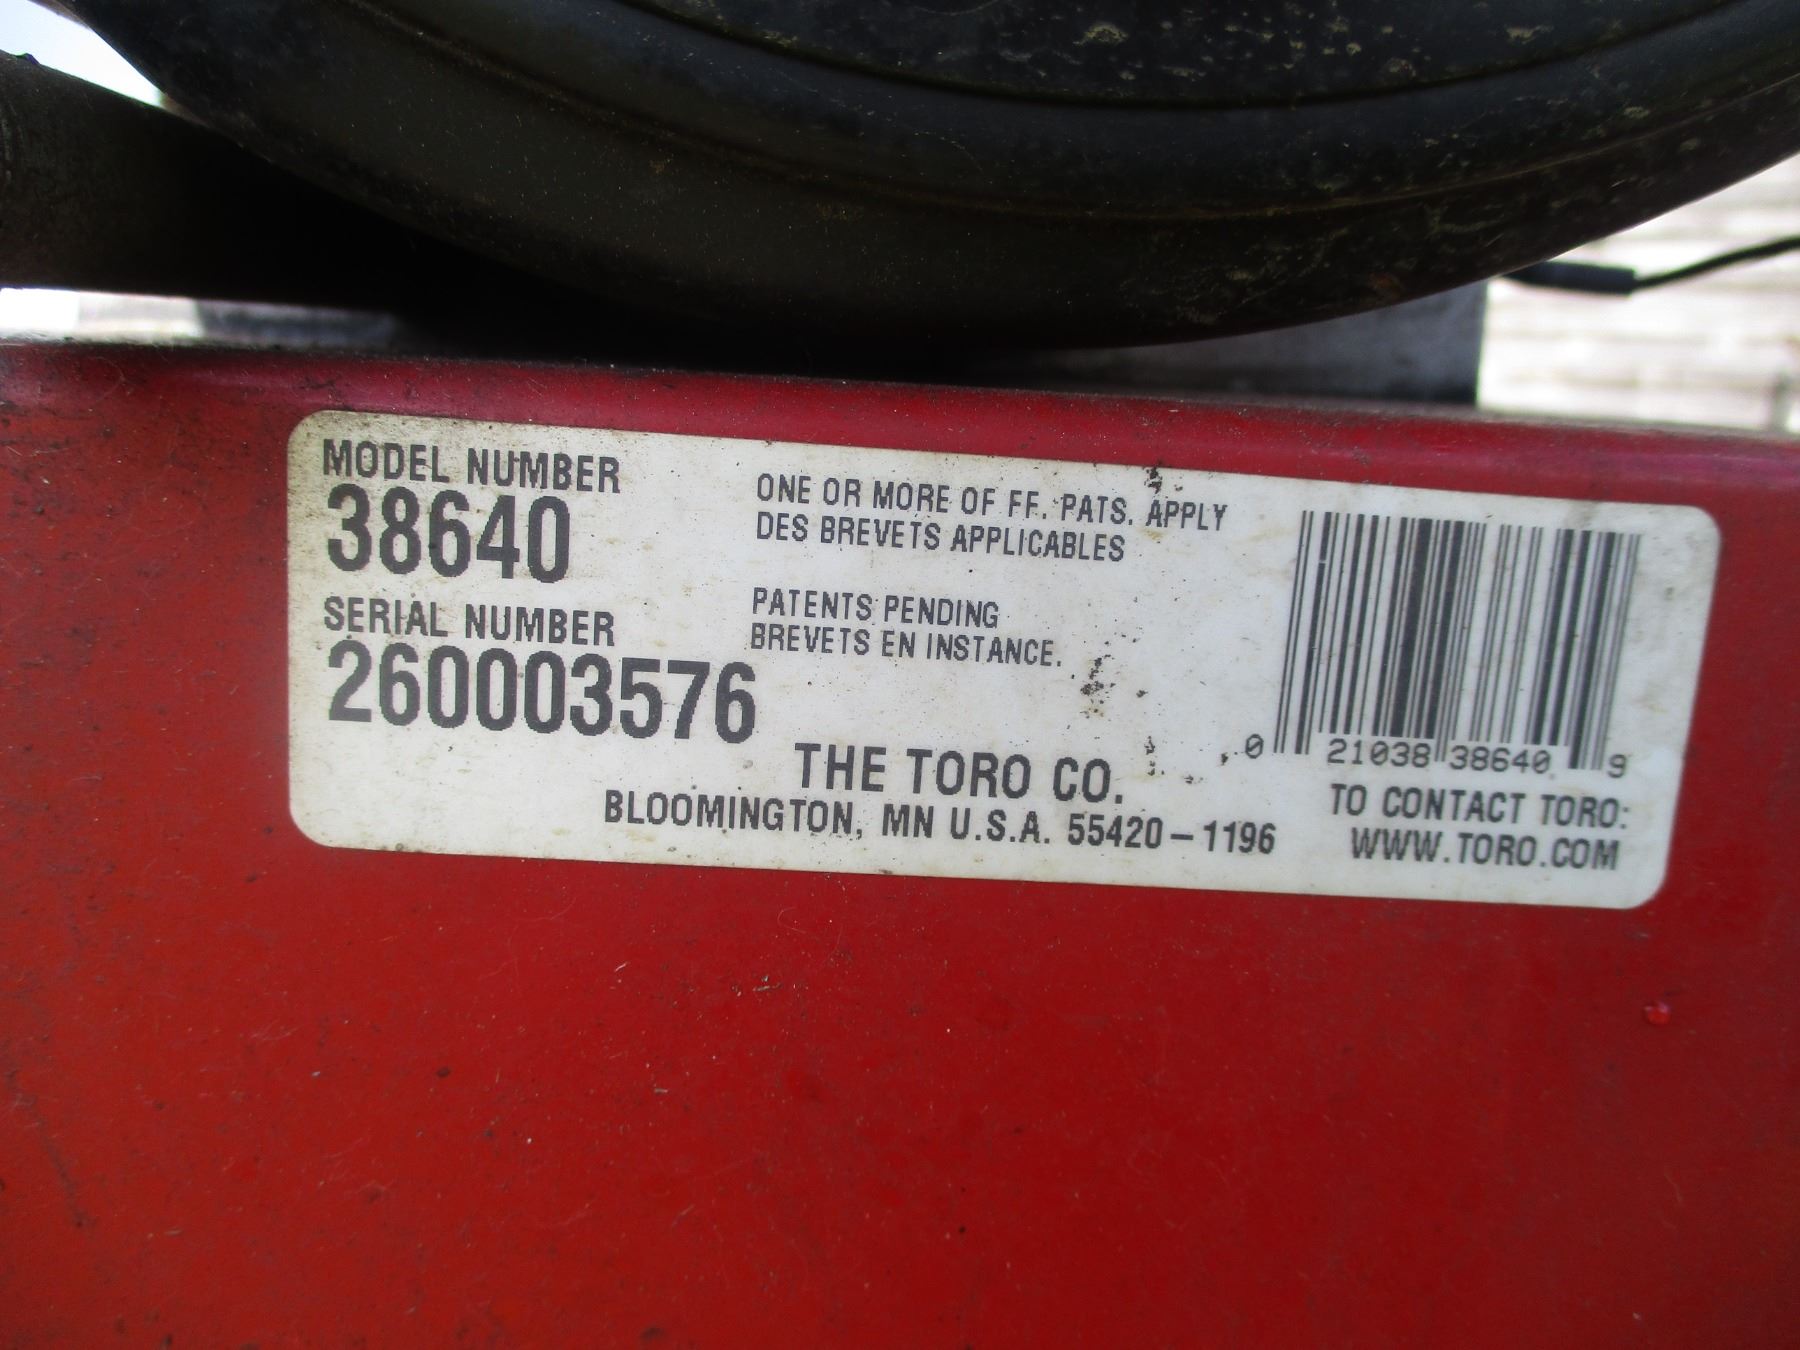 MODEL NUMBER
38640
SERIAL NUMBER
260003576
ONE OR MORE OF FF. PATS. APPLY
DES BREVETS APPLICABLES
PATENTS PENDING
BREVETS EN INSTANCE.
THE TORO CO.
BLOOMINGTON, MN U.S.A. 55420-1196
0 21038 38640 9
TO CONTACT TORO:
WWW.TORO.COM